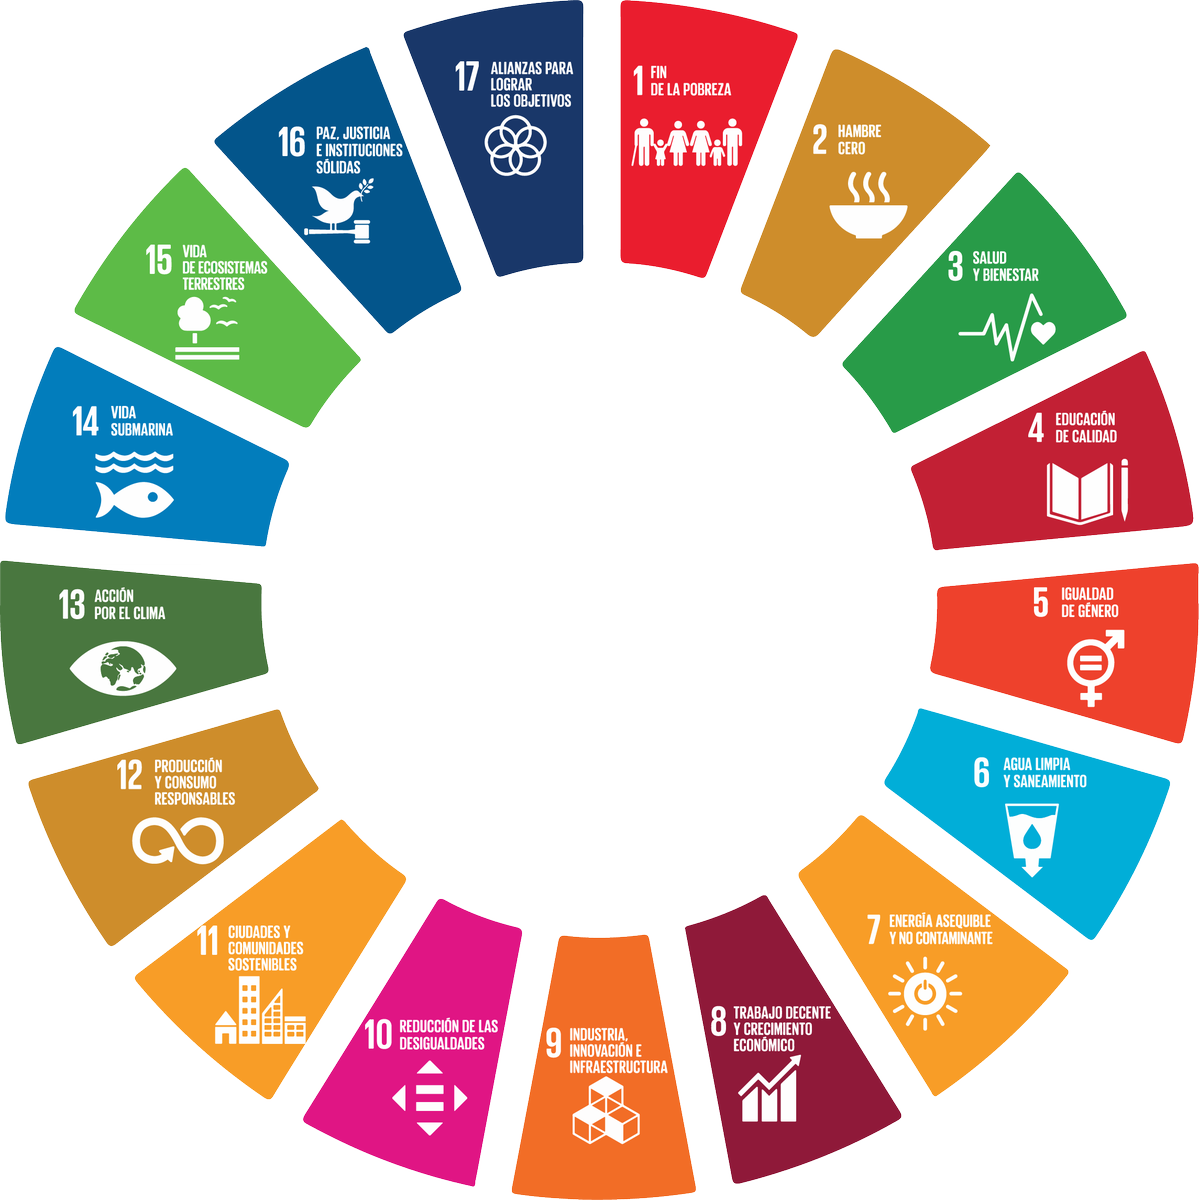 1 FIN
DE LA POBREZA
2 HAMBRE
CERO
3 SALUD
Y BIENESTAR
4 EDUCACIÓN
DE CALIDAD
5 IGUALDAD
DE GÉNERO
6 AGUA LIMPIA
Y SANEAMIENTO
7 ENERGÍA ASEQUIBLE
Y NO CONTAMINANTE
8 TRABAJO DECENTE
Y CRECIMIENTO
ECONÓMICO
9 INDUSTRIA,
INNOVACIÓN E
INFRAESTRUCTURA
10 REDUCCIÓN DE LAS
DESIGUALDADES
11 CIUDADES Y
COMUNIDADES
SOSTENIBLES
12 PRODUCCIÓN
Y CONSUMO
RESPONSABLES
13 ACCIÓN
POR EL CLIMA
14 VIDA
SUBMARINA
15 VIDA
DE ECOSISTEMAS
TERRESTRES
16 PAZ, JUSTICIA
E INSTITUCIONES
SÓLIDAS
17 ALIANZAS PARA
LOGRAR
LOS OBJETIVOS